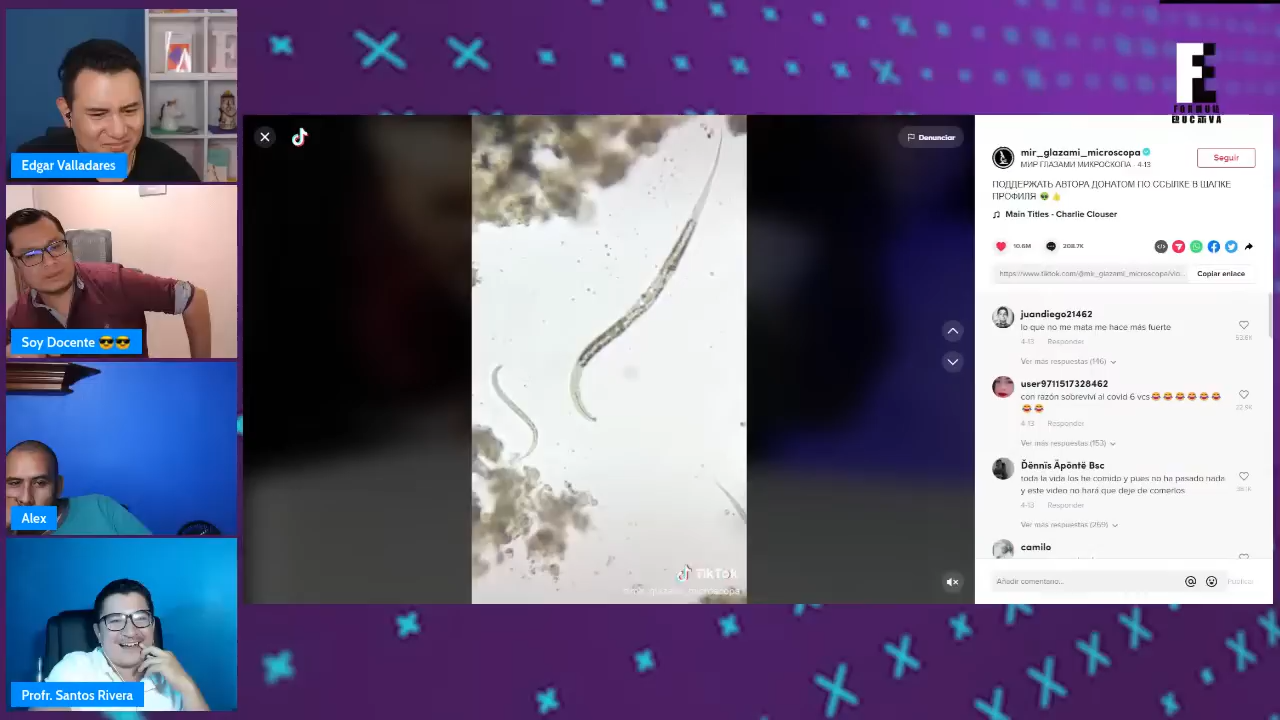 Edgar Valladares
Soy Docente 😎😎
Alex
Profr. Santos Rivera
TikTok
Denunciar
FÓRMULA
EDUCATIVA
mir_glazami_microscopa
МИР ГЛАЗАМИ МИКРОСКОПА · 4-13
Seguir
ПОДДЕРЖАТЬ АВТОРА ДОНАТОМ ПО ССЫЛКЕ В ШАПКЕ
ПРОФИЛЯ 👽 👍
Main Titles - Charlie Clouser
10.6M
208.7K
Copiar enlace
juandiego21462
lo que no me mata me hace más fuerte
4-13 Responder
Ver más respuestas (146)
user9711517328462
con razón sobreviví al covid 6 vcs😂😂😂😂😂😂
😂😂
4-13 Responder
Ver más respuestas (153)
Ďënnïs Äpöntë Bsc
toda la vida los he comido y pues no ha pasado nada
y este video no hará que deje de comerlos
4-13 Responder
Ver más respuestas (259)
camilo
Añadir comentario...